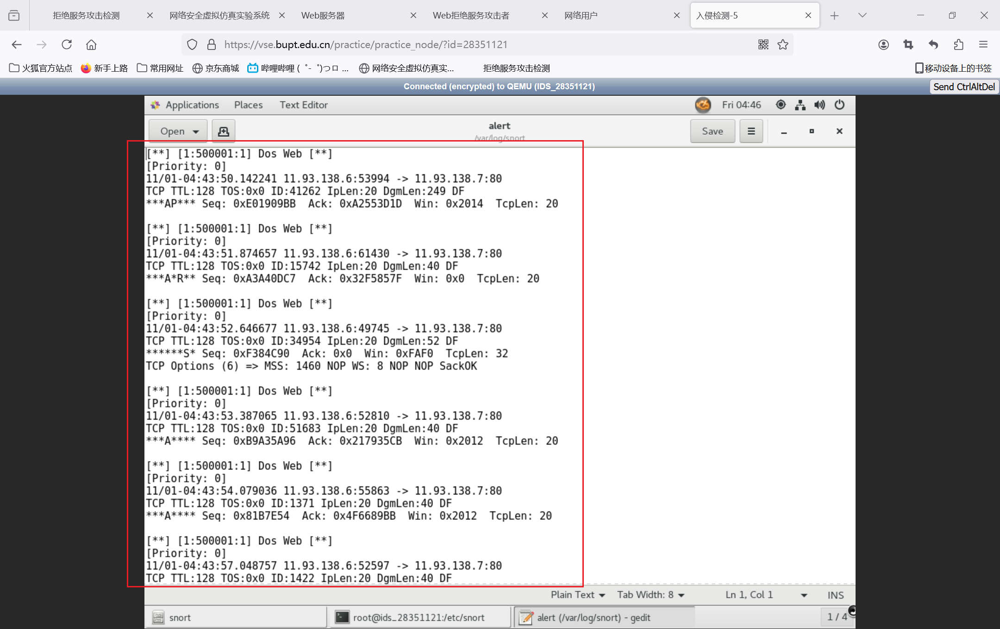 拒绝服务攻击检测
网络安全虚拟仿真实验系统
Web服务器
Web拒绝服务攻击者
网络用户
入侵检测-5
https://vse.bupt.edu.cn/practice/practice_node/?id=28351121
火狐官方站点
新手上路
常用网址
京东商城
哔哩哔哩 ( ゜- ゜)つロ ...
网络安全虚拟仿真实...
拒绝服务攻击检测
移动设备上的书签
Connected (encrypted) to QEMU (IDS_28351121)
Send CtrlAltDel
Applications Places Text Editor
Fri 04:46
Open
alert
/var/log/snort
Save
[**] [1:500001:1] Dos Web [**]
[Priority: 0]
11/01-04:43:50.142241 11.93.138.6:53994 -> 11.93.138.7:80
TCP TTL:128 TOS:0x0 ID:41262 IpLen:20 DgmLen:249 DF
***AP*** Seq: 0xE01909BB  Ack: 0xA2553D1D  Win: 0x2014  TcpLen: 20
[**] [1:500001:1] Dos Web [**]
[Priority: 0]
11/01-04:43:51.874657 11.93.138.6:61430 -> 11.93.138.7:80
TCP TTL:128 TOS:0x0 ID:15742 IpLen:20 DgmLen:40 DF
***A*R** Seq: 0xA3A40DC7  Ack: 0x32F5857F  Win: 0x0  TcpLen: 20
[**] [1:500001:1] Dos Web [**]
[Priority: 0]
11/01-04:43:52.646677 11.93.138.6:49745 -> 11.93.138.7:80
TCP TTL:128 TOS:0x0 ID:34954 IpLen:20 DgmLen:52 DF
******S* Seq: 0xF384C90  Ack: 0x0  Win: 0xFAF0  TcpLen: 32
TCP Options (6) => MSS: 1460 NOP WS: 8 NOP NOP SackOK
[**] [1:500001:1] Dos Web [**]
[Priority: 0]
11/01-04:43:53.387065 11.93.138.6:52810 -> 11.93.138.7:80
TCP TTL:128 TOS:0x0 ID:51683 IpLen:20 DgmLen:40 DF
***A**** Seq: 0xB9A35A96  Ack: 0x217935CB  Win: 0x2012  TcpLen: 20
[**] [1:500001:1] Dos Web [**]
[Priority: 0]
11/01-04:43:54.079036 11.93.138.6:55863 -> 11.93.138.7:80
TCP TTL:128 TOS:0x0 ID:1371 IpLen:20 DgmLen:40 DF
***A**** Seq: 0x81B7E54  Ack: 0x4F6689BB  Win: 0x2012  TcpLen: 20
[**] [1:500001:1] Dos Web [**]
[Priority: 0]
11/01-04:43:57.048757 11.93.138.6:52597 -> 11.93.138.7:80
TCP TTL:128 TOS:0x0 ID:1422 IpLen:20 DgmLen:40 DF
Plain Text
Tab Width: 8
Ln 1, Col 1
INS
snort
root@ids_28351121:/etc/snort
alert (/var/log/snort) - gedit
1 / 4